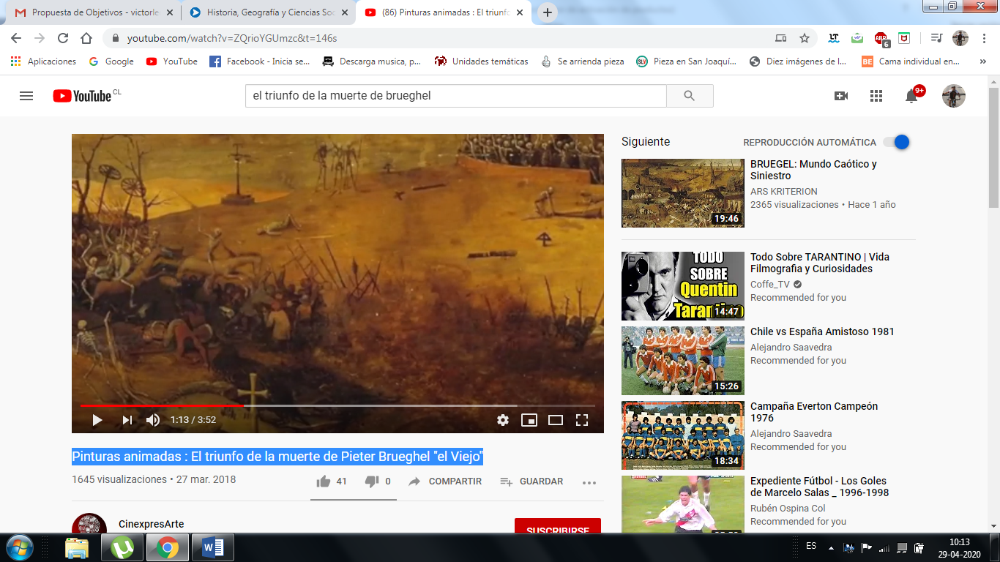 Propuesta de Objetivos - victorle
Historia, Geografía y Ciencias Soc
(86) Pinturas animadas : El triunfo
youtube.com/watch?v=ZQrioYGUmzc&t=146s
LT
ABP
6
Aplicaciones
Google
YouTube
Facebook - Inicia se...
Descarga musica, p...
Unidades temáticas
Se arrienda pieza
SLV
Pieza en San Joaquí...
Diez imágenes de l...
BE
Cama individual en...
»
YouTube CL
el triunfo de la muerte de brueghel
9+
1:13 / 3:52
Pinturas animadas : El triunfo de la muerte de Pieter Brueghel "el Viejo"
1645 visualizaciones • 27 mar. 2018
41
0
COMPARTIR
GUARDAR
CinexpresArte
SUSCRIBIRSE
Siguiente
REPRODUCCIÓN AUTOMÁTICA
19:46
BRUEGEL: Mundo Caótico y
Siniestro
ARS KRITERION
2365 visualizaciones • Hace 1 año
TODO
SOBRE
Quentin
Tarantino
14:47
Todo Sobre TARANTINO | Vida
Filmografia y Curiosidades
Coffe_TV
Recommended for you
15:26
Chile vs España Amistoso 1981
Alejandro Saavedra
Recommended for you
18:34
Campaña Everton Campeón
1976
Alejandro Saavedra
Recommended for you
Expediente Fútbol - Los Goles
de Marcelo Salas _ 1996-1998
Rubén Ospina Col
Recommended for you
ES
10:13
29-04-2020